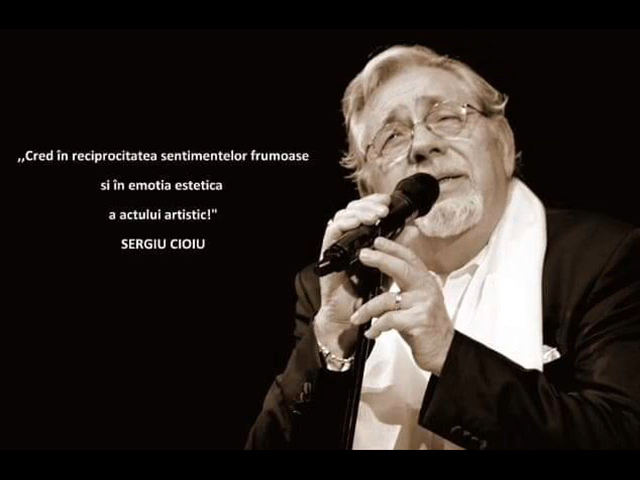 ,,Cred în reciprocitatea sentimentelor frumoase
si în emotia estetica
a actului artistic!"
SERGIU CIOIU